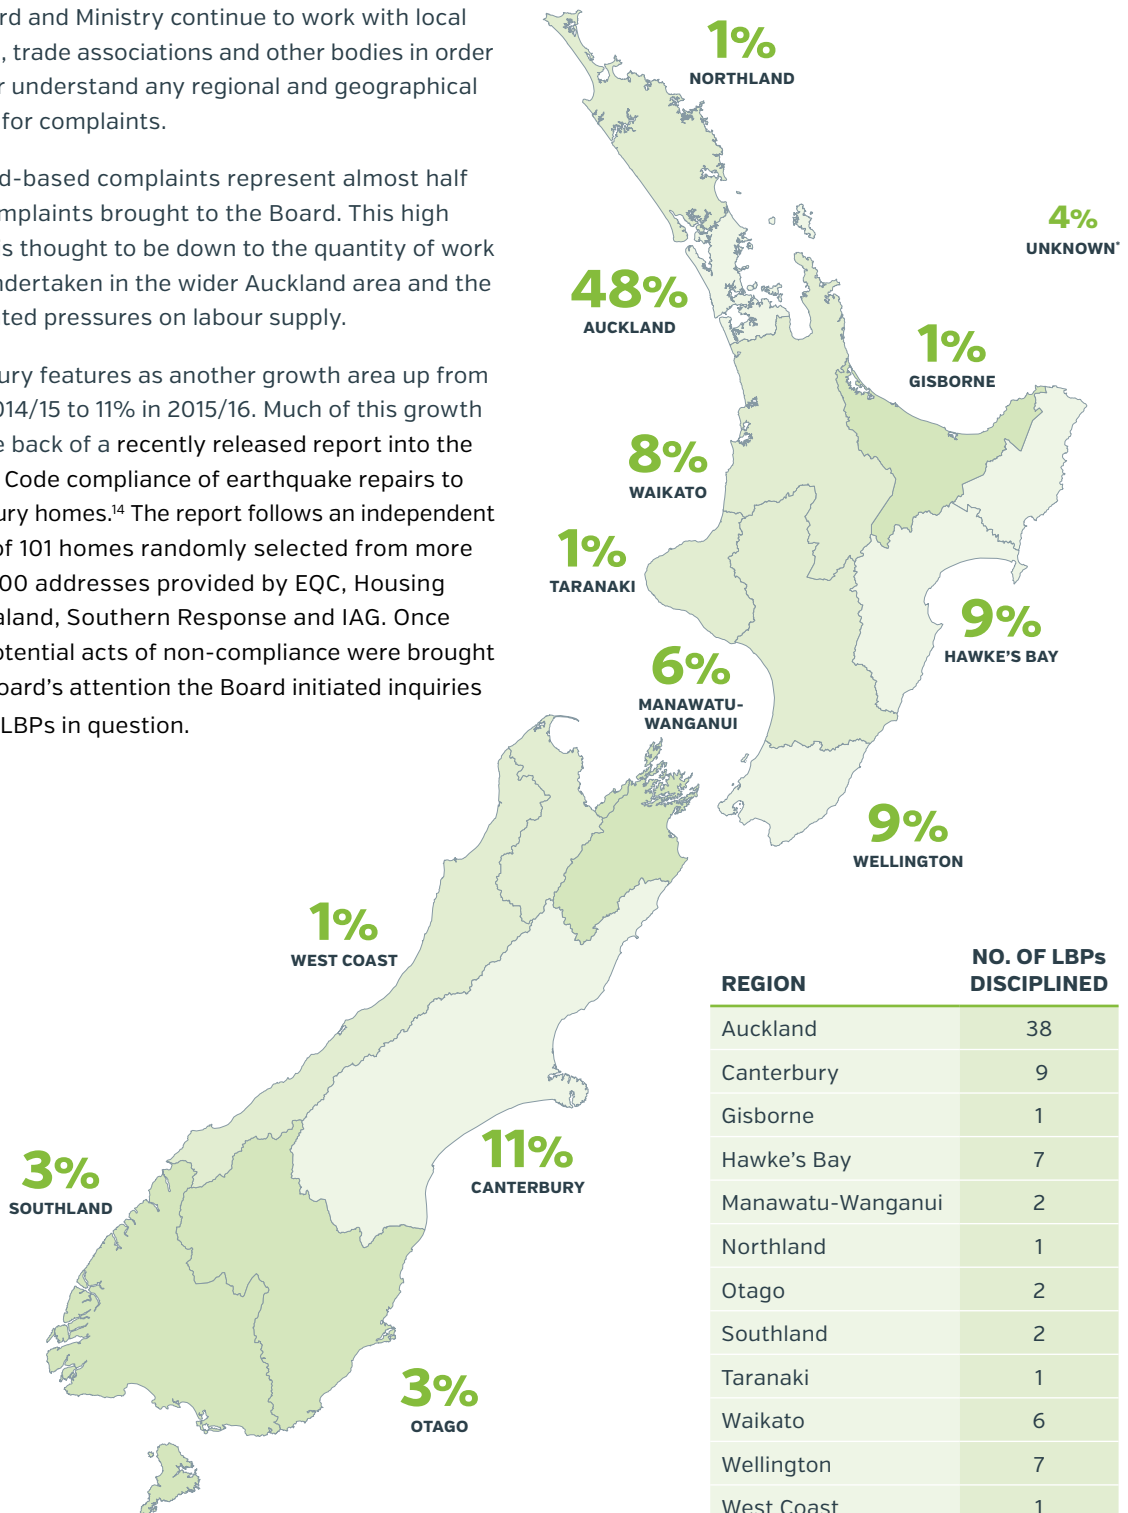 rd and Ministry continue to work with local
, trade associations and other bodies in order
r understand any regional and geographical
for complaints.
d-based complaints represent almost half
mplaints brought to the Board. This high
s thought to be down to the quantity of work
ndertaken in the wider Auckland area and the
ted pressures on labour supply.
ury features as another growth area up from
014/15 to 11% in 2015/16. Much of this growth
e back of a recently released report into the
Code compliance of earthquake repairs to
ury homes.14 The report follows an independent
of 101 homes randomly selected from more
00 addresses provided by EQC, Housing
aland, Southern Response and IAG. Once
otential acts of non-compliance were brought
oard's attention the Board initiated inquiries
LBPs in question.
1%
NORTHLAND
4%
UNKNOWN*
48%
AUCKLAND
1%
GISBORNE
8%
WAIKATO
1%
TARANAKI
9%
HAWKE'S BAY
6%
MANAWATU-
WANGANUI
9%
WELLINGTON
1%
WEST COAST
11%
CANTERBURY
3%
SOUTHLAND
3%
OTAGO
REGION NO. OF LBPs DISCIPLINED
Auckland 38
Canterbury 9
Gisborne 1
Hawke's Bay 7
Manawatu-Wanganui 2
Northland 1
Otago 2
Southland 2
Taranaki 1
Waikato 6
Wellington 7
West Coast 1